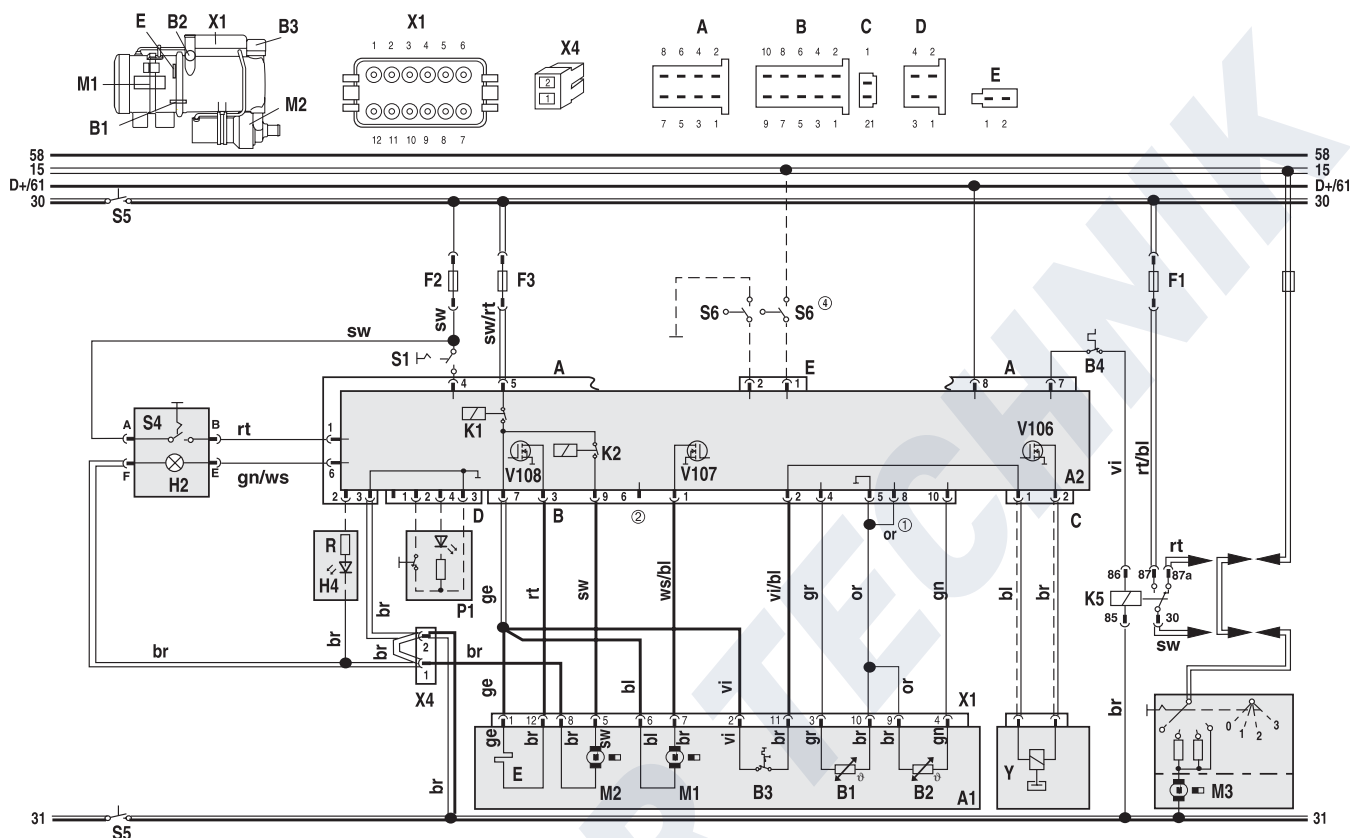 E B2 X1 B3
M1
B1
M2
X1
1 2 3 4 5 6
12 11 10 9 8 7
X4
2
1
A
8 6 4 2
7 5 3 1
B
10 8 6 4 2
9 7 5 3 1
C
1
21
D
4 2
3 1
E
1 2
58 58
15 15
D+/61 D+/61
30 S5 30
F2 F3 F1
sw sw sw/rt
S6 S6 ④
S1
B4
A E A
4 5 2 1 8 7
S4
A B rt 1
F E gn/ws 6
H2
K1 K2
V108 V107 V106
A2
2 3 1 2 4 3 7 3 9 6 1 2 4 5 8 10 1 2
D B ② C
or ①
R
H4
P1
vi rt/bl
rt
86 87 87a
K5
85 30
sw
br ge rt sw ws/bl vi/bl gr or gn bl br
br br br br
2
1
X4
ge bl vi or br
X1
1 12 8 5 6 7 2 11 3 10 9 4
ge br br sw bl br vi br gr br br gn
E M2 M1 B3 B1 B2 A1
Y
0 1 2 3
M3
br
31 S5 31
R TECHNIK